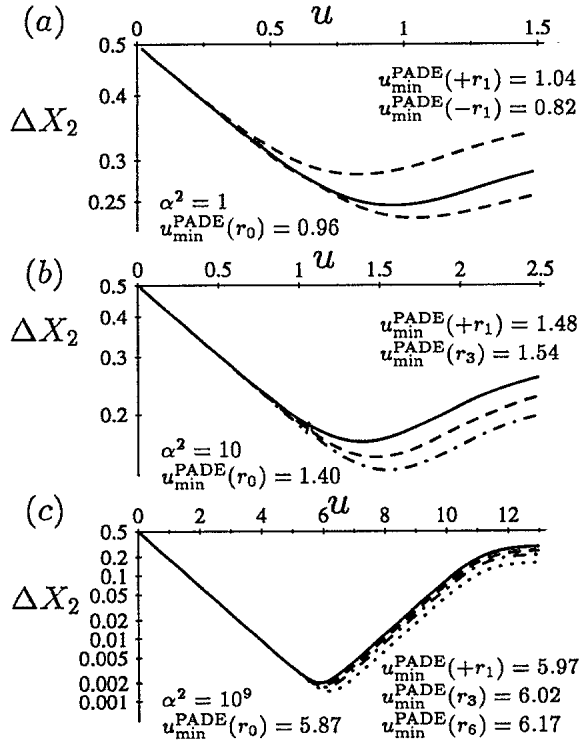 (a) u
0 0.5 1 1.5
0.5
0.4
0.3
0.25
ΔX₂
u_min^PADE(+r₁) = 1.04
u_min^PADE(−r₁) = 0.82
α² = 1
u_min^PADE(r₀) = 0.96
(b) u
0 0.5 1 1.5 2 2.5
0.5
0.4
0.3
0.2
ΔX₂
u_min^PADE(+r₁) = 1.48
u_min^PADE(r₃) = 1.54
α² = 10
u_min^PADE(r₀) = 1.40
(c) u
0 2 4 6 8 10 12
0.5
0.2
0.1
0.05
0.02
0.01
0.005
0.002
0.001
ΔX₂
u_min^PADE(+r₁) = 5.97
u_min^PADE(r₃) = 6.02
u_min^PADE(r₆) = 6.17
α² = 10⁹
u_min^PADE(r₀) = 5.87